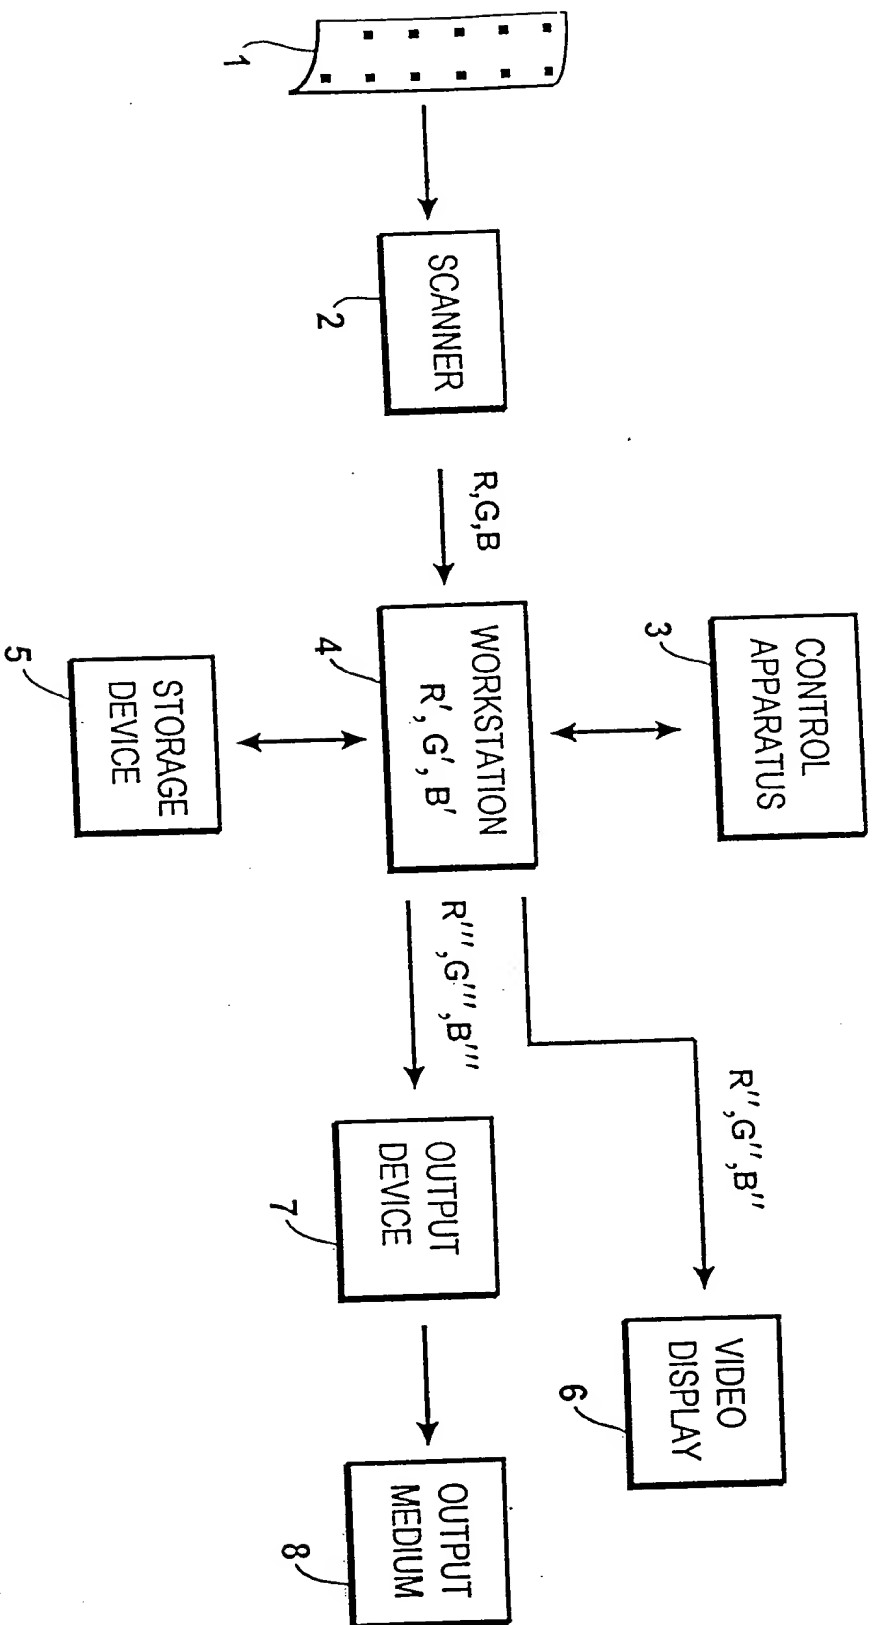 1
SCANNER
2
R,G,B
CONTROL
APPARATUS
3
WORKSTATION
R′,G′,B′
4
STORAGE
DEVICE
5
R″,G″,B″
VIDEO
DISPLAY
6
R‴,G‴,B‴
OUTPUT
DEVICE
7
OUTPUT
MEDIUM
8